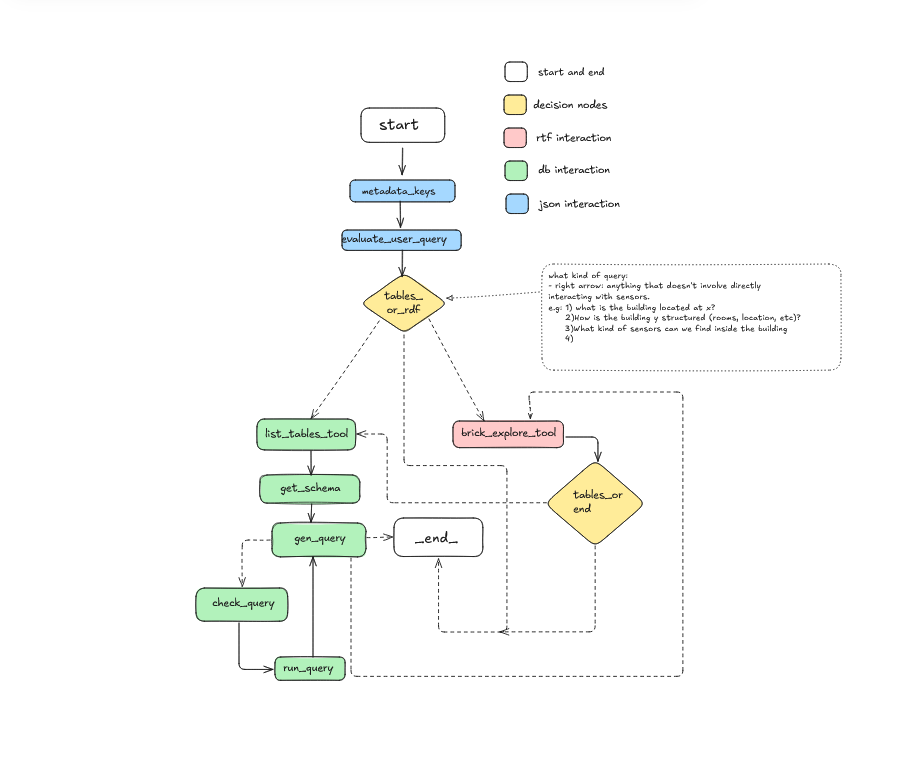 start and end
decision nodes
rtf interaction
db interaction
json interaction
start
metadata_keys
evaluate_user_query
tables_
or_rdf
what kind of query:
- right arrow: anything that doesn't involve directly
interacting with sensors.
e.g: 1) what is the building located at x?
2)How is the building y structured (rooms, location, etc)?
3)What kind of sensors can we find inside the building
4)
list_tables_tool
brick_explore_tool
get_schema
tables_or
end
gen_query
_end_
check_query
run_query